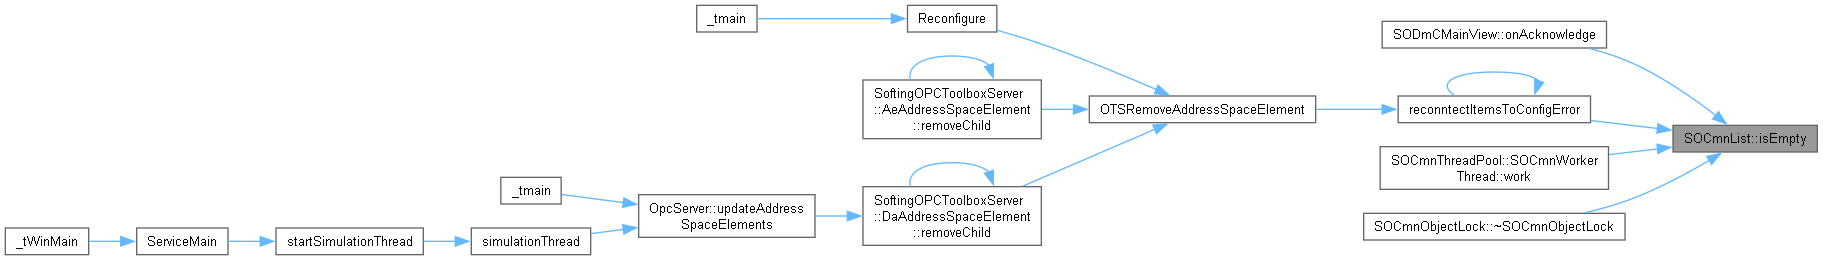 _tmain
Reconfigure
SODmCMainView::onAcknowledge
SoftingOPCToolboxServer
::AeAddressSpaceElement
::removeChild
OTSRemoveAddressSpaceElement
reconntectItemsToConfigError
SOCmnList::isEmpty
SOCmnThreadPool::SOCmnWorker
Thread::work
_tmain
OpcServer::updateAddress
SpaceElements
SoftingOPCToolboxServer
::DaAddressSpaceElement
::removeChild
SOCmnObjectLock::~SOCmnObjectLock
_tWinMain
ServiceMain
startSimulationThread
simulationThread